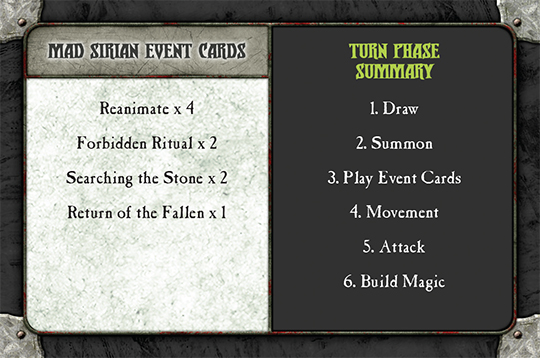 MAD SIRIAN EVENT CARDS
Reanimate x 4
Forbidden Ritual x 2
Searching the Stone x 2
Return of the Fallen x 1
TURN PHASE
SUMMARY
1. Draw
2. Summon
3. Play Event Cards
4. Movement
5. Attack
6. Build Magic